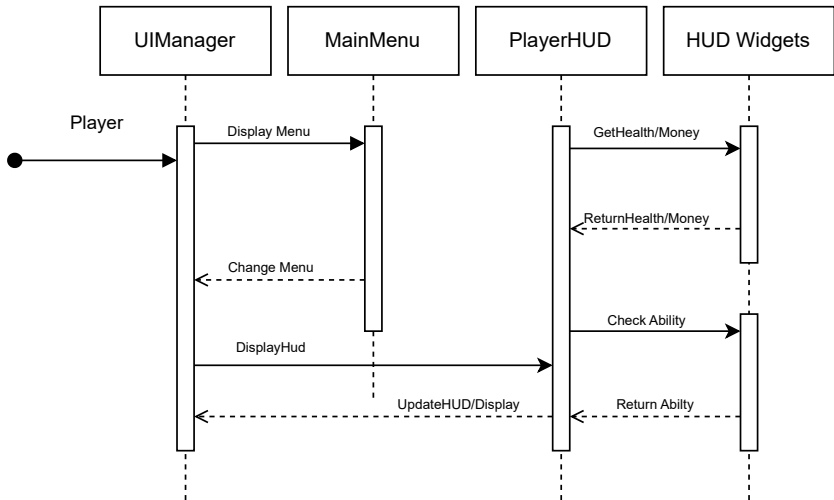 UIManager
MainMenu
PlayerHUD
HUD Widgets
Player
Display Menu
GetHealth/Money
ReturnHealth/Money
Change Menu
Check Ability
DisplayHud
UpdateHUD/Display
Return Abilty